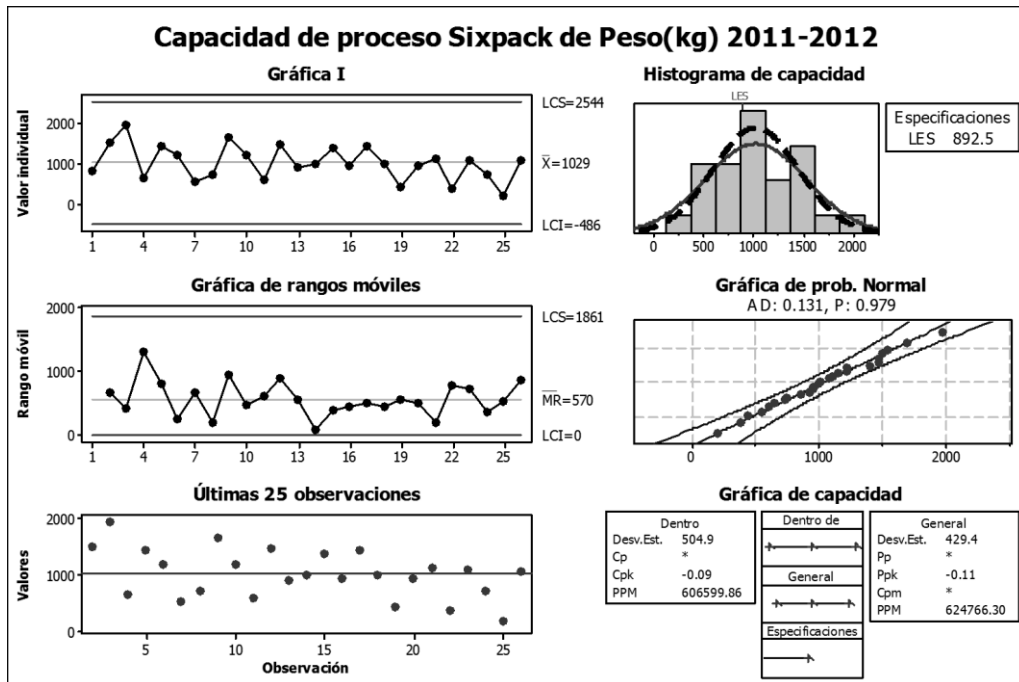 Capacidad de proceso Sixpack de Peso(kg) 2011-2012
Gráfica I
Valor individual
2000
1000
0
1 4 7 10 13 16 19 22 25
LCS=2544
X=1029
LCI=-486
Histograma de capacidad
LES
0 500 1000 1500 2000
Especificaciones
LES 892.5
Gráfica de rangos móviles
Rango móvil
2000
1000
0
1 4 7 10 13 16 19 22 25
LCS=1861
MR=570
LCI=0
Gráfica de prob. Normal
AD: 0.131, P: 0.979
0 1000 2000
Últimas 25 observaciones
Valores
2000
1000
0
5 10 15 20 25
Observación
Gráfica de capacidad
Dentro
Desv.Est. 504.9
Cp *
Cpk -0.09
PPM 606599.86
Dentro de
General
Especificaciones
General
Desv.Est. 429.4
Pp *
Ppk -0.11
Cpm *
PPM 624766.30